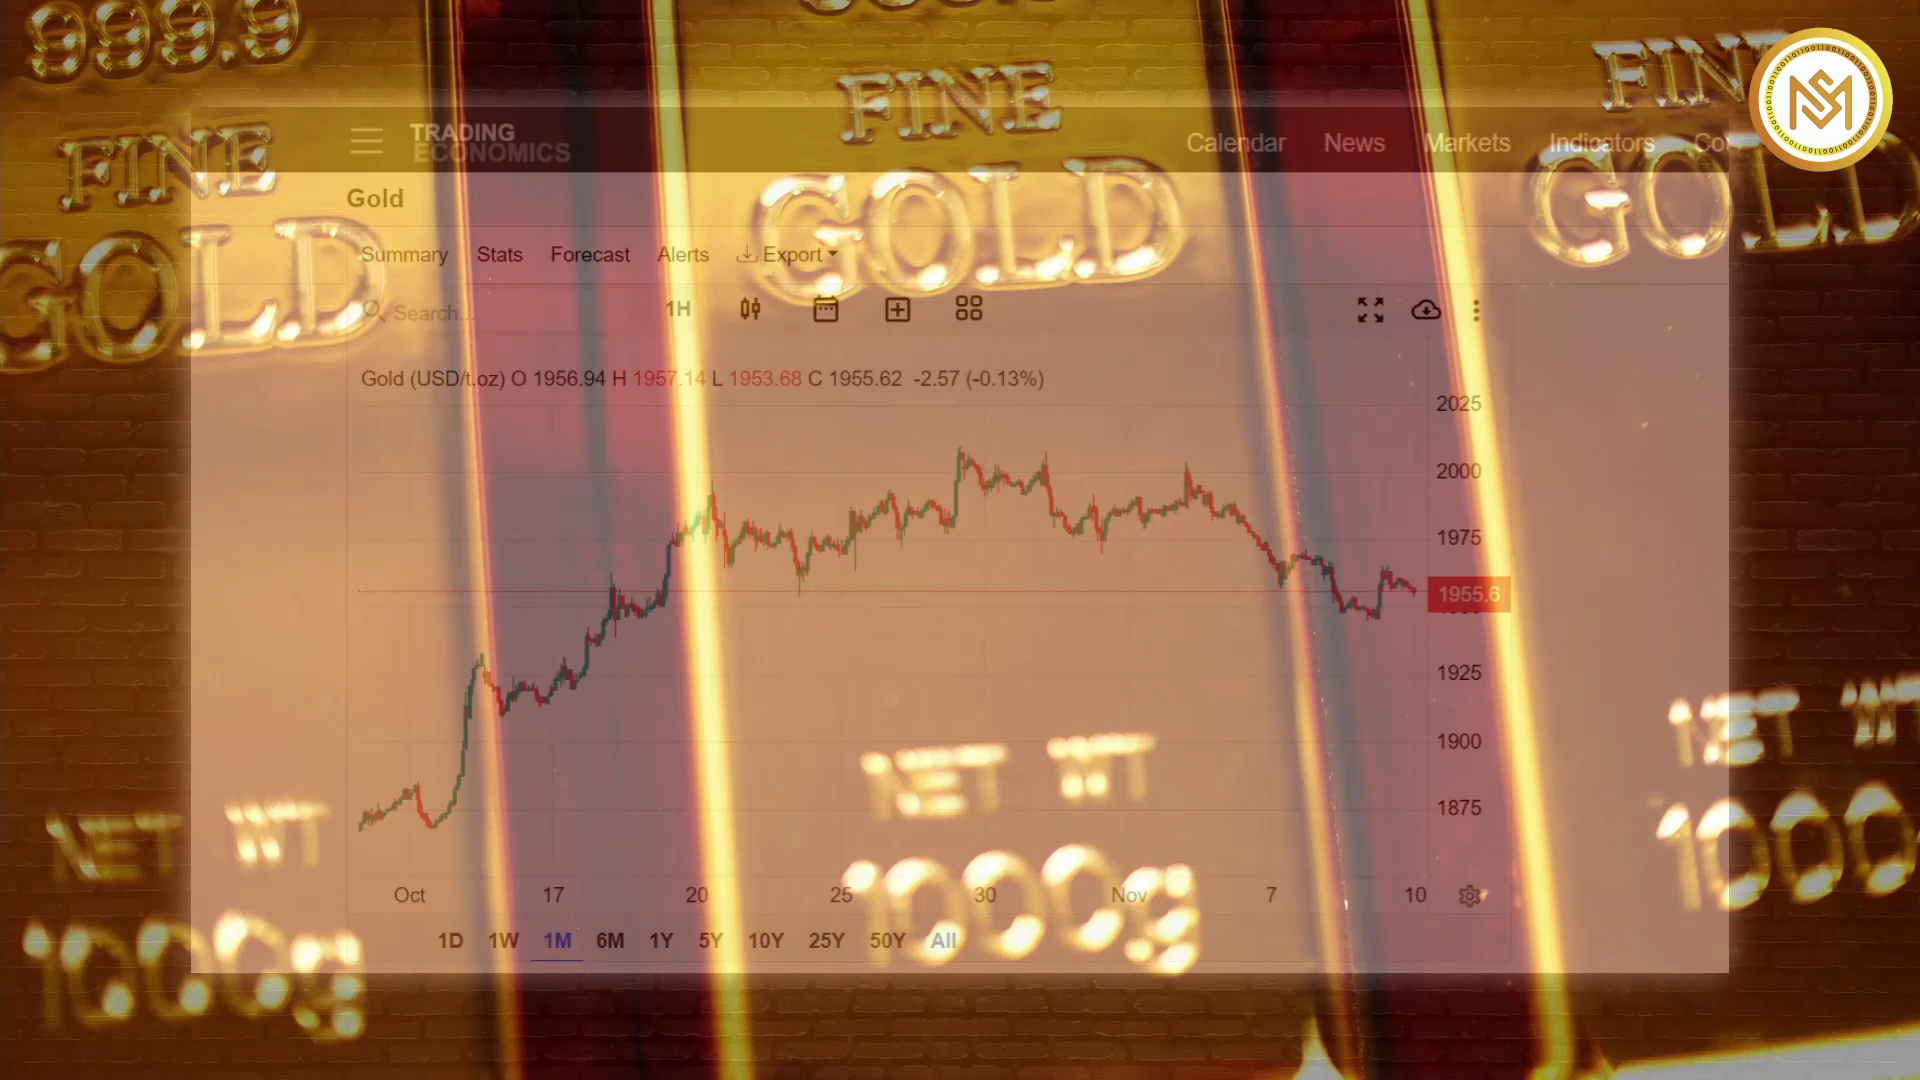 999.9
FINE
GOLD
NET WT
1000g
FINE
GOLD
NET WT
1000g
FIN
GOLD
NET WT
1000
TRADING
ECONOMICS
Calendar News Markets Indicators
Gold
Summary Stats Forecast Alerts Export
Search...
1H
Gold (USD/t.oz) O 1956.94 H 1957.14 L 1953.68 C 1955.62 -2.57 (-0.13%)
2025
2000
1975
1955.6
1925
1900
1875
Oct 17 20 25 30 Nov 7 10
1D 1W 1M 6M 1Y 5Y 10Y 25Y 50Y All